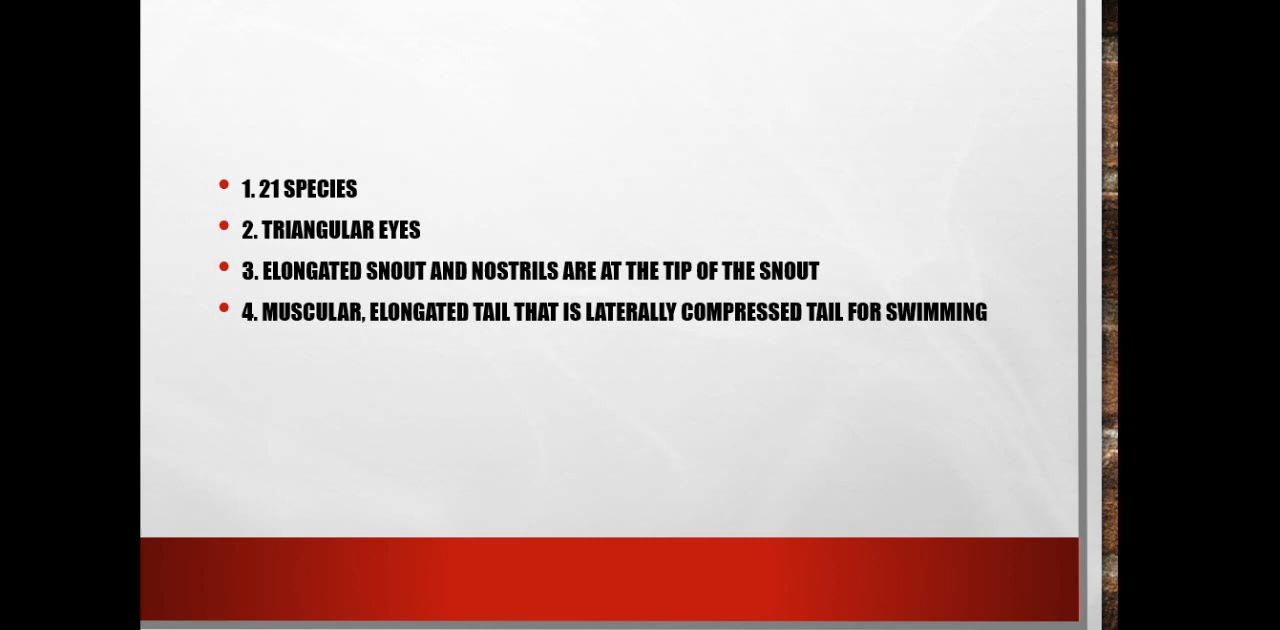 • 1. 21 SPECIES
• 2. TRIANGULAR EYES
• 3. ELONGATED SNOUT AND NOSTRILS ARE AT THE TIP OF THE SNOUT
• 4. MUSCULAR, ELONGATED TAIL THAT IS LATERALLY COMPRESSED TAIL FOR SWIMMING